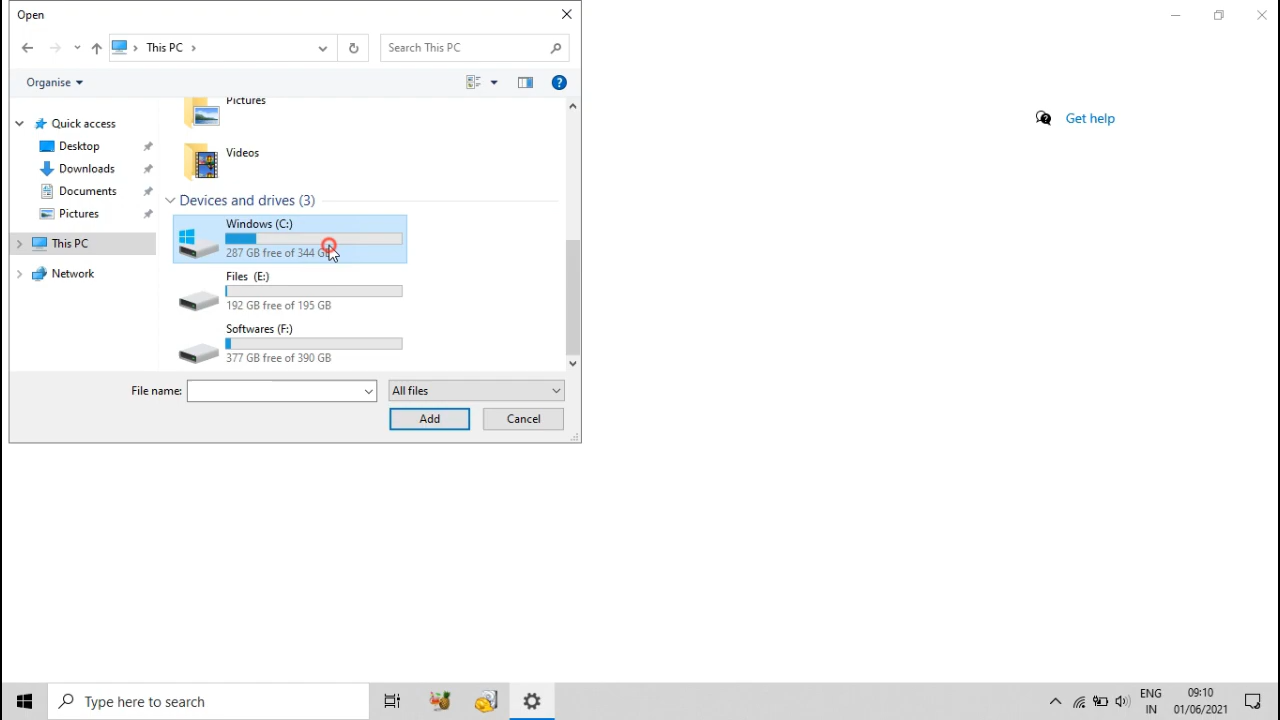 Open
This PC
Search This PC
Organise
Pictures
Quick access
Desktop
Downloads
Documents
Pictures
This PC
Network
Videos
Devices and drives (3)
Windows (C:)
287 GB free of 344 GB
Files (E:)
192 GB free of 195 GB
Softwares (F:)
377 GB free of 390 GB
File name:
All files
Add
Cancel
Get help
Type here to search
ENG
IN
09:10
01/06/2021